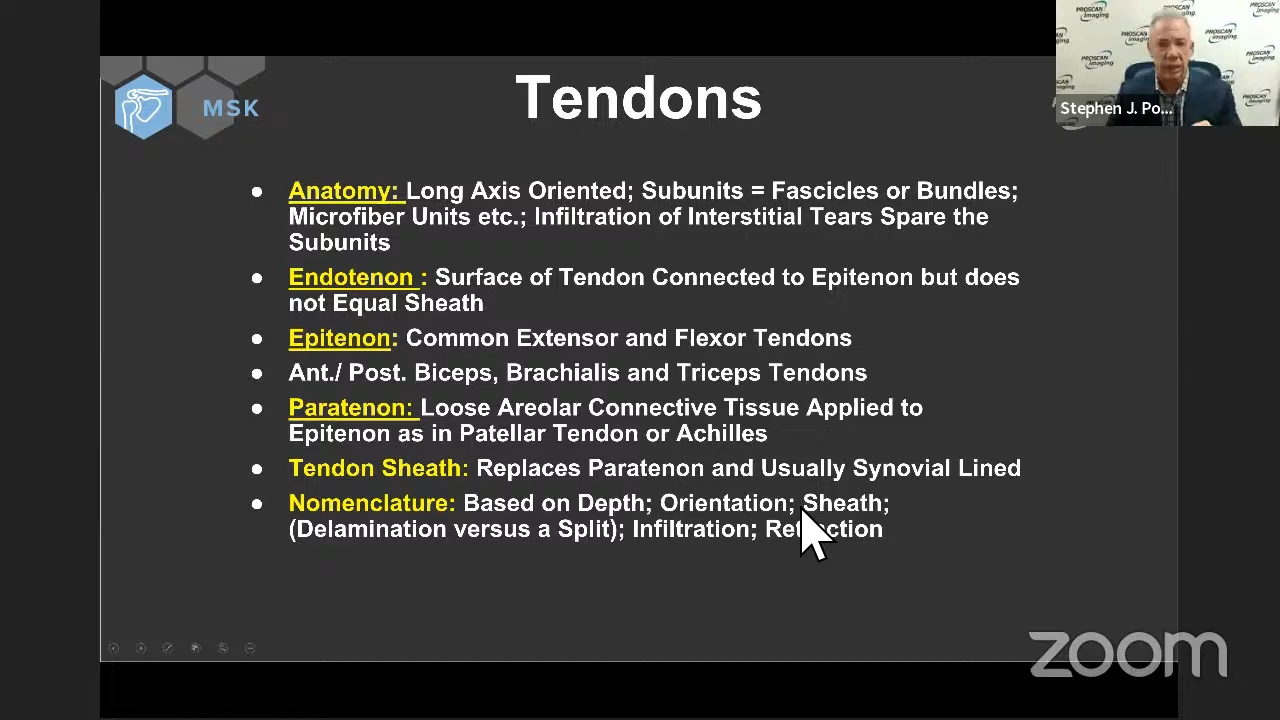 Tendons
MSK
Anatomy: Long Axis Oriented; Subunits = Fascicles or Bundles;
Microfiber Units etc.; Infiltration of Interstitial Tears Spare the
Subunits
Endotenon : Surface of Tendon Connected to Epitenon but does
not Equal Sheath
Epitenon: Common Extensor and Flexor Tendons
Ant./ Post. Biceps, Brachialis and Triceps Tendons
Paratenon: Loose Areolar Connective Tissue Applied to
Epitenon as in Patellar Tendon or Achilles
Tendon Sheath: Replaces Paratenon and Usually Synovial Lined
Nomenclature: Based on Depth; Orientation; Sheath;
(Delamination versus a Split); Infiltration; Retraction
PROSCAN
Imaging
Stephen J. Po...
zoom